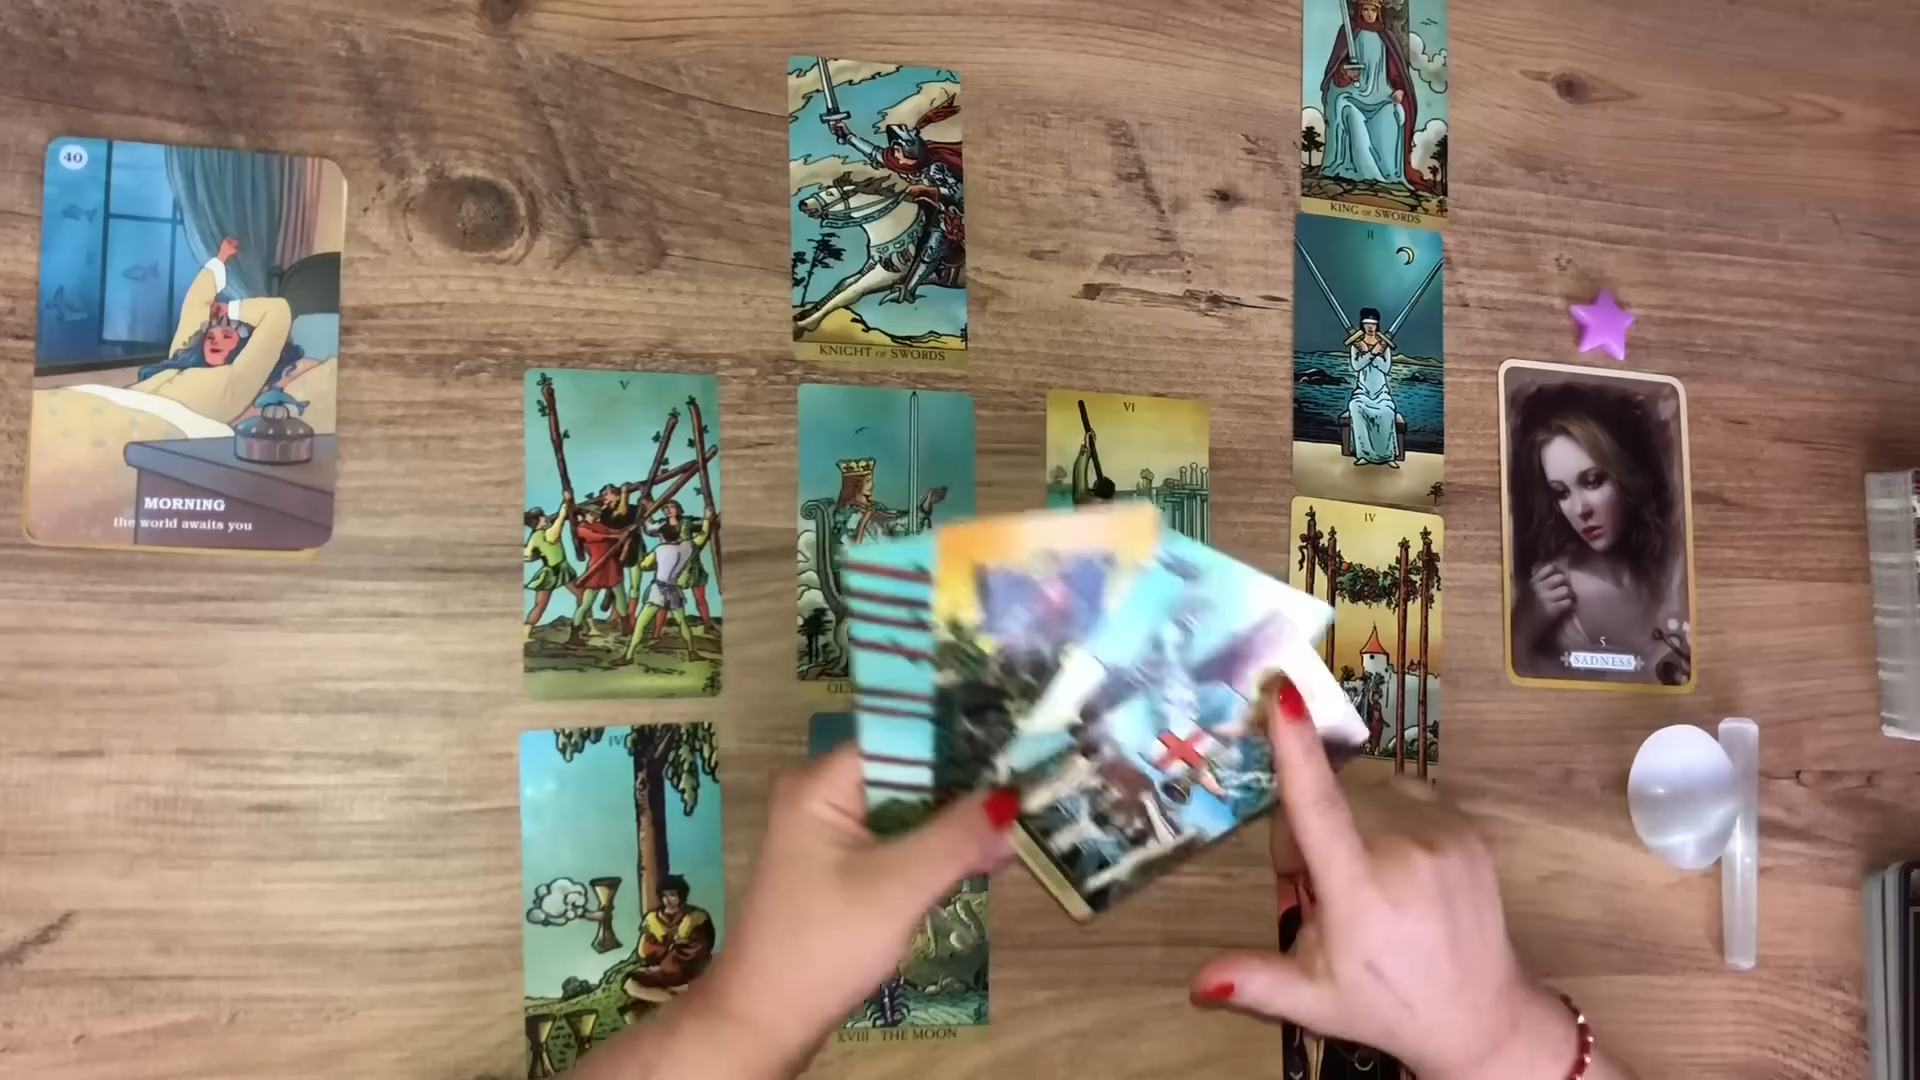 40
MORNING
the world awaits you
KNIGHT OF SWORDS
V
VI
IV
XVIII THE MOON
KING OF SWORDS
II
IV
5
SADNESS